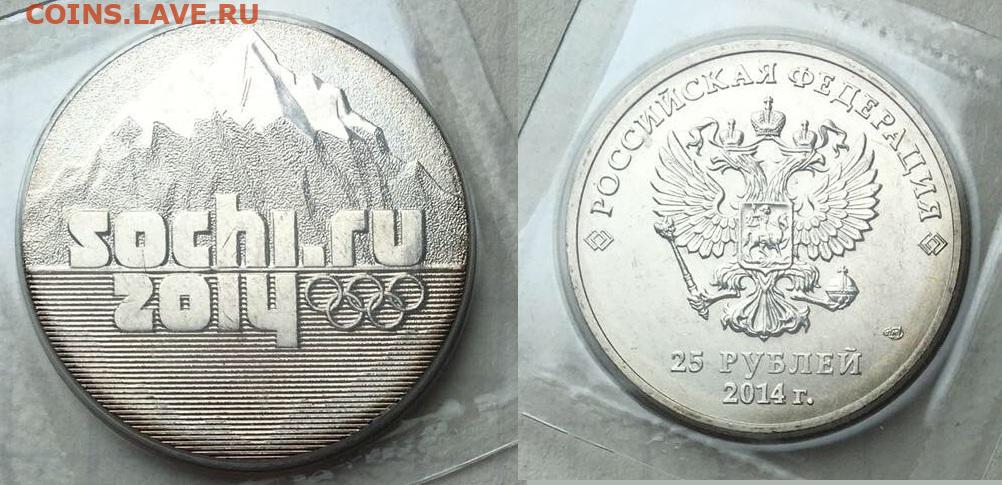 COINS.LAVE.RU
sochi.ru
2014
РОССИЙСКАЯ ФЕДЕРАЦИЯ
25 РУБЛЕЙ
2014 г.